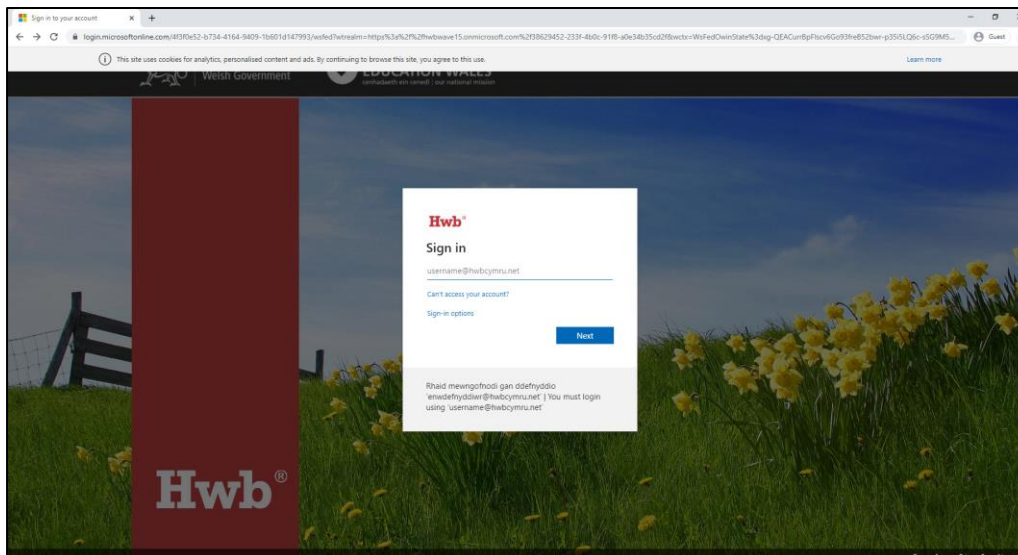 Sign in to your account
Guest
This site uses cookies for analytics, personalised content and ads. By continuing to browse this site, you agree to this use.
Learn more
Welsh Government
EDUCATION WALES
cenhadaeth ein cenedl | our national mission
Hwb®
Sign in
username@hwbcymru.net
Can't access your account?
Sign-in options
Next
Rhaid mewngofnodi gan ddefnyddio
'enwdefnyddiwr@hwbcymru.net' | You must login
using 'username@hwbcymru.net'
Hwb®